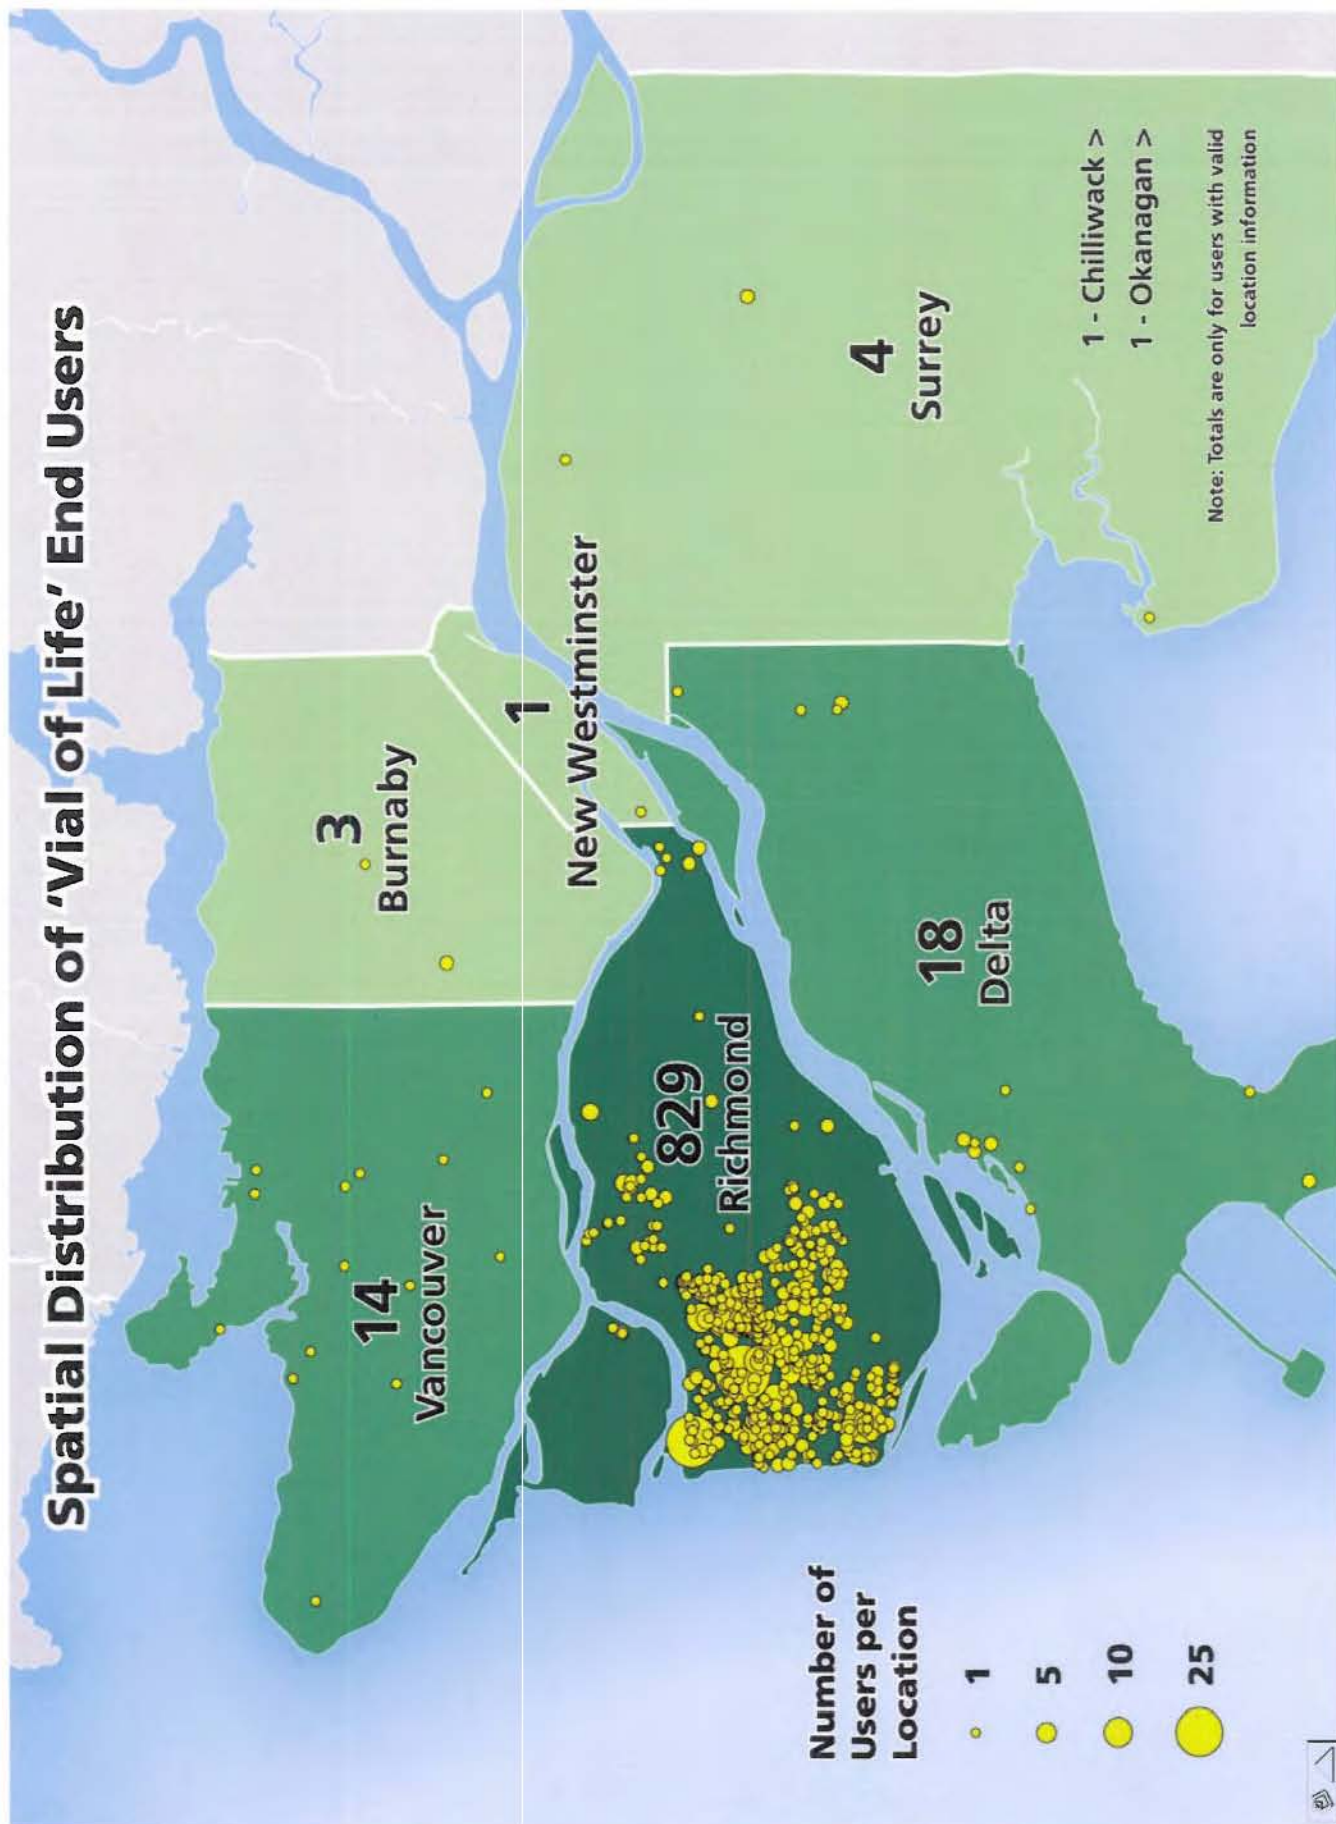 Spatial Distribution of 'Vial of Life' End Users
3
Burnaby
14
Vancouver
1
New Westminster
829
Richmond
4
Surrey
18
Delta
1 - Chilliwack >
1 - Okanagan >
Note: Totals are only for users with valid
location information
Number of
Users per
Location
1
5
10
25